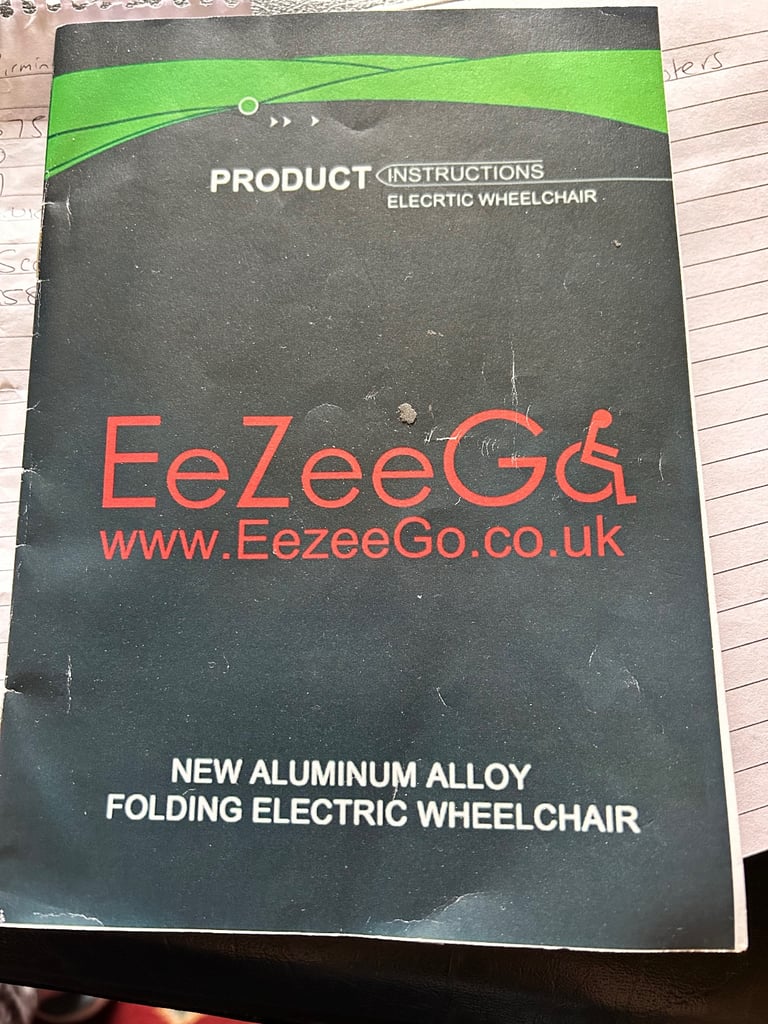 PRODUCT INSTRUCTIONS
ELECRTIC WHEELCHAIR
EeZeeGo
www.EezeeGo.co.uk
NEW ALUMINUM ALLOY
FOLDING ELECTRIC WHEELCHAIR